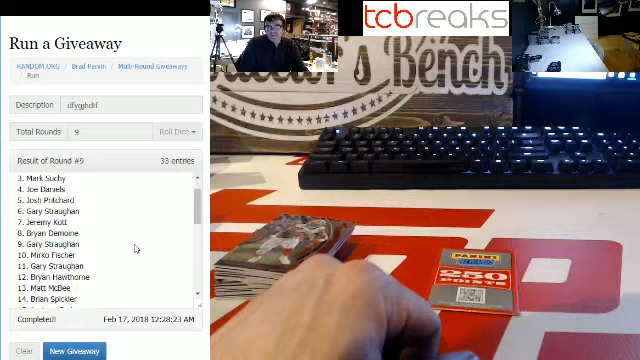 Run a Giveaway
RANDOM.ORG / Brad Parvin / Multi-Round Giveaways /
Run
Description dfyghdtf
Total Rounds 9 Roll Dice
Result of Round #9 33 entries
3. Mark Suchy
4. Joe Daniels
5. Josh Pritchard
6. Gary Straughan
7. Jeremy Kott
8. Bryan Demoine
9. Gary Straughan
10. Mirko Fischer
11. Gary Straughan
12. Bryan Hawthorne
13. Matt McBee
14. Brian Spickler
Completed! Feb 17, 2018 12:28:23 AM
Clear New Giveaway
tcbreaks
Bench
PANINI
250
POINTS